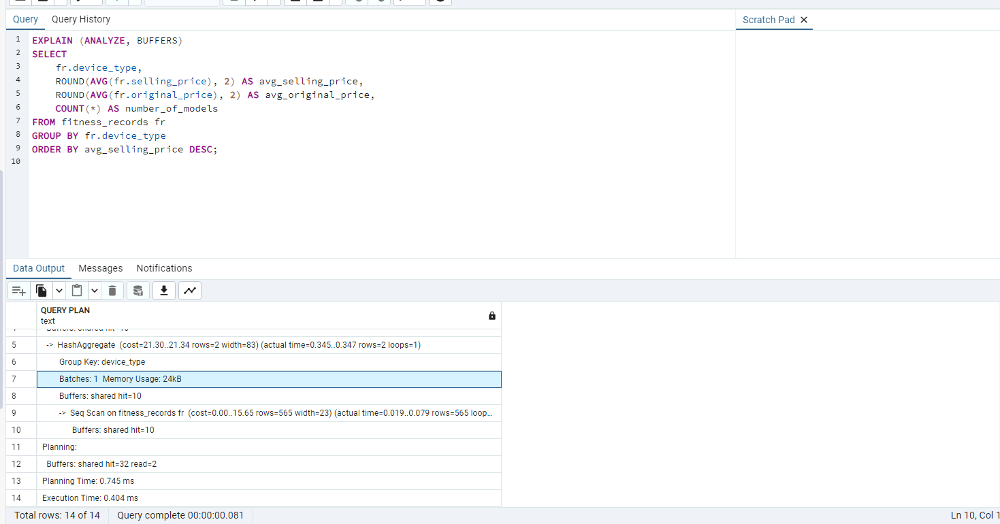 Query Query History
Scratch Pad
1 EXPLAIN (ANALYZE, BUFFERS)
2 SELECT
3 fr.device_type,
4 ROUND(AVG(fr.selling_price), 2) AS avg_selling_price,
5 ROUND(AVG(fr.original_price), 2) AS avg_original_price,
6 COUNT(*) AS number_of_models
7 FROM fitness_records fr
8 GROUP BY fr.device_type
9 ORDER BY avg_selling_price DESC;
10
Data Output Messages Notifications
QUERY PLAN
text
5 -> HashAggregate (cost=21.30..21.34 rows=2 width=83) (actual time=0.345..0.347 rows=2 loops=1)
6 Group Key: device_type
7 Batches: 1 Memory Usage: 24kB
8 Buffers: shared hit=10
9 -> Seq Scan on fitness_records fr (cost=0.00..15.65 rows=565 width=23) (actual time=0.019..0.079 rows=565 loop...
10 Buffers: shared hit=10
11 Planning:
12 Buffers: shared hit=32 read=2
13 Planning Time: 0.745 ms
14 Execution Time: 0.404 ms
Total rows: 14 of 14 Query complete 00:00:00.081 Ln 10, Col 1